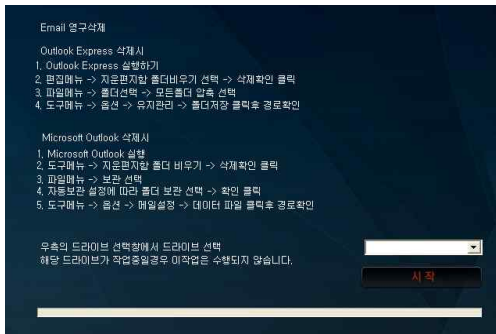 Email 영구삭제
Outlook Express 삭제시
1. Outlook Express 실행하기
2. 편집메뉴 -> 지운편지함 폴더비우기 선택 -> 삭제확인 클릭
3. 파일메뉴 -> 폴더선택 -> 모든폴더 압축 선택
4. 도구메뉴 -> 옵션 -> 유지관리 -> 폴더저장 클릭후 경로확인
Microsoft Outlook 삭제시
1. Microsoft Outlook 실행
2. 도구메뉴 -> 지운편지함 폴더 비우기 -> 삭제확인 클릭
3. 파일메뉴 -> 보관 선택
4. 자동보관 설정에 따라 폴더 보관 선택 -> 확인 클릭
5. 도구메뉴 -> 옵션 -> 메일설정 -> 데이터 파일 클릭후 경로확인
우측의 드라이브 선택창에서 드라이브 선택
해당 드라이브가 작업중일경우 이작업은 수행되지 않습니다.
시작